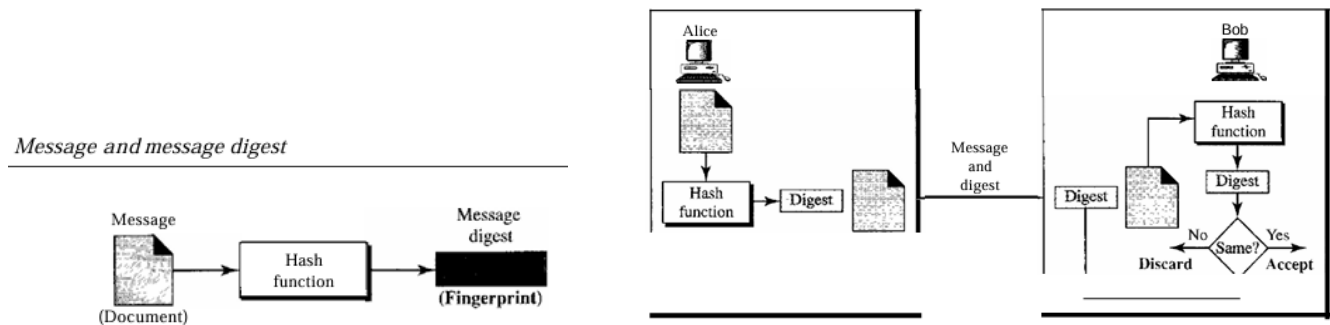 Message and message digest
Message
(Document)
Hash
function
Message
digest
(Fingerprint)
Alice
Hash
function
Digest
Message
and
digest
Bob
Digest
Hash
function
Digest
Same?
No
Yes
Discard
Accept